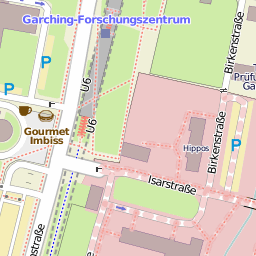 Garching-Forschungszentrum
P
U6
Birkenstraße
P
U6
Gourmet
Imbiss
Hippos
Birkenstraße
P
Isarstraße
P